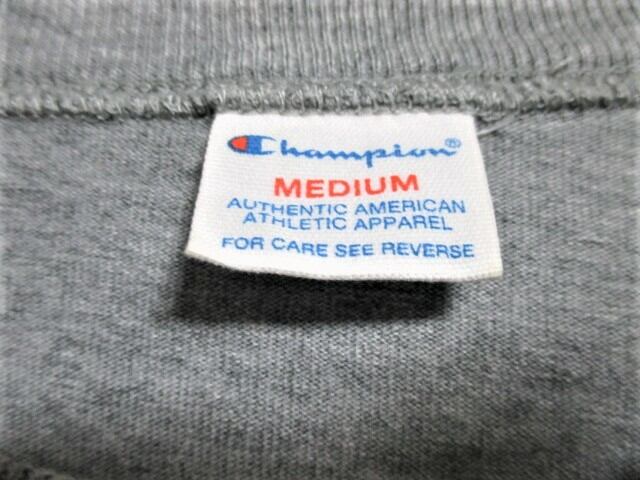 Champion®
MEDIUM
AUTHENTIC AMERICAN
ATHLETIC APPAREL
FOR CARE SEE REVERSE